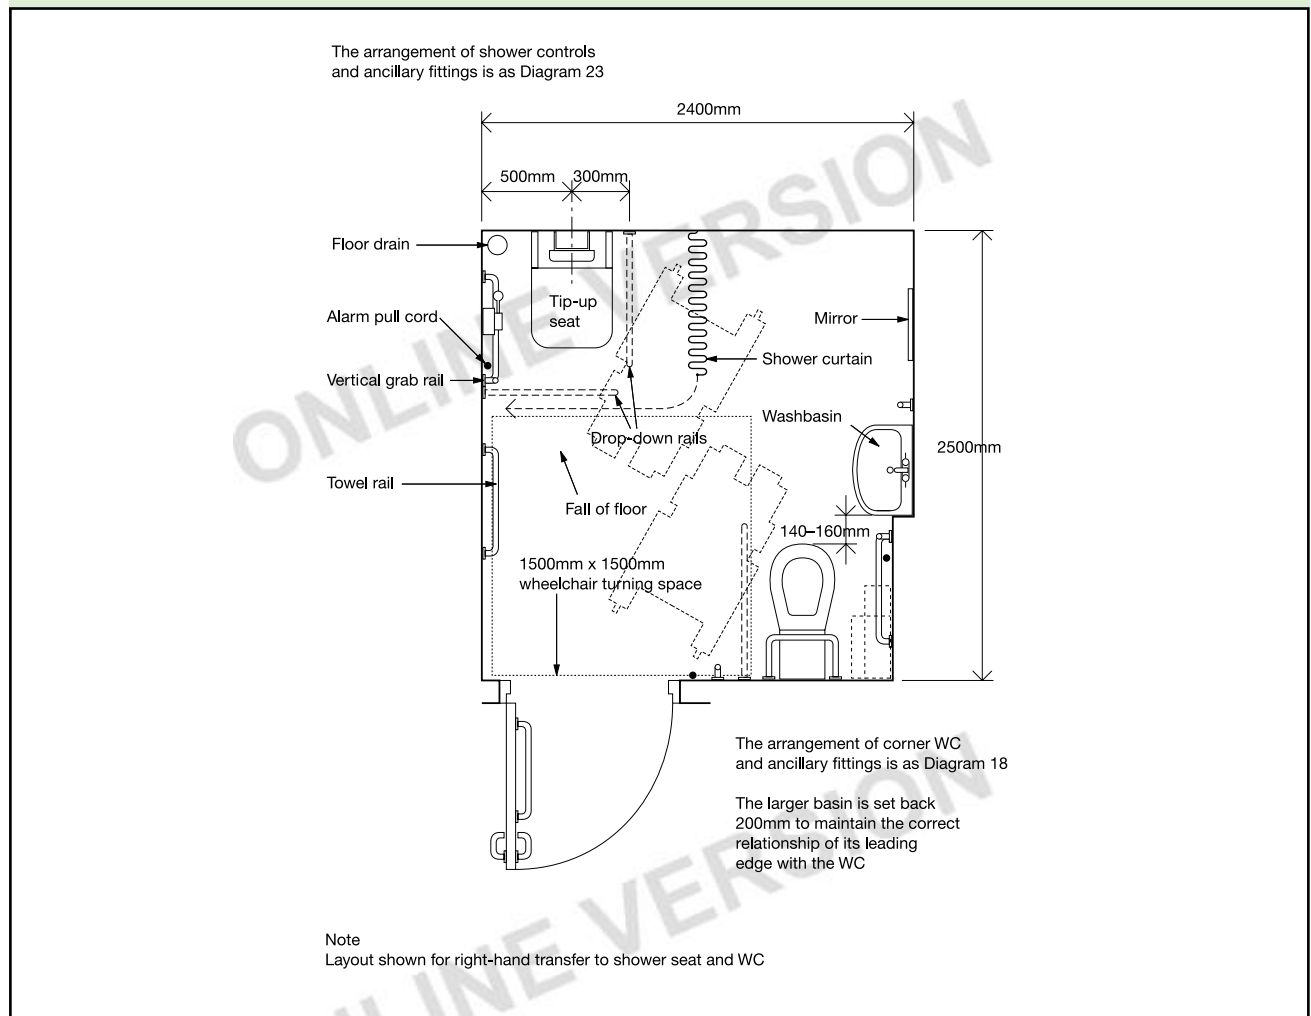 The arrangement of shower controls
and ancillary fittings is as Diagram 23
2400mm
500mm
300mm
Floor drain
Tip-up
seat
Alarm pull cord
Mirror
Shower curtain
Vertical grab rail
Washbasin
Drop-down rails
2500mm
Towel rail
Fall of floor
140–160mm
1500mm x 1500mm
wheelchair turning space
The arrangement of corner WC
and ancillary fittings is as Diagram 18
The larger basin is set back
200mm to maintain the correct
relationship of its leading
edge with the WC
Note
Layout shown for right-hand transfer to shower seat and WC
ONLINE VERSION
ONLINE VERSION